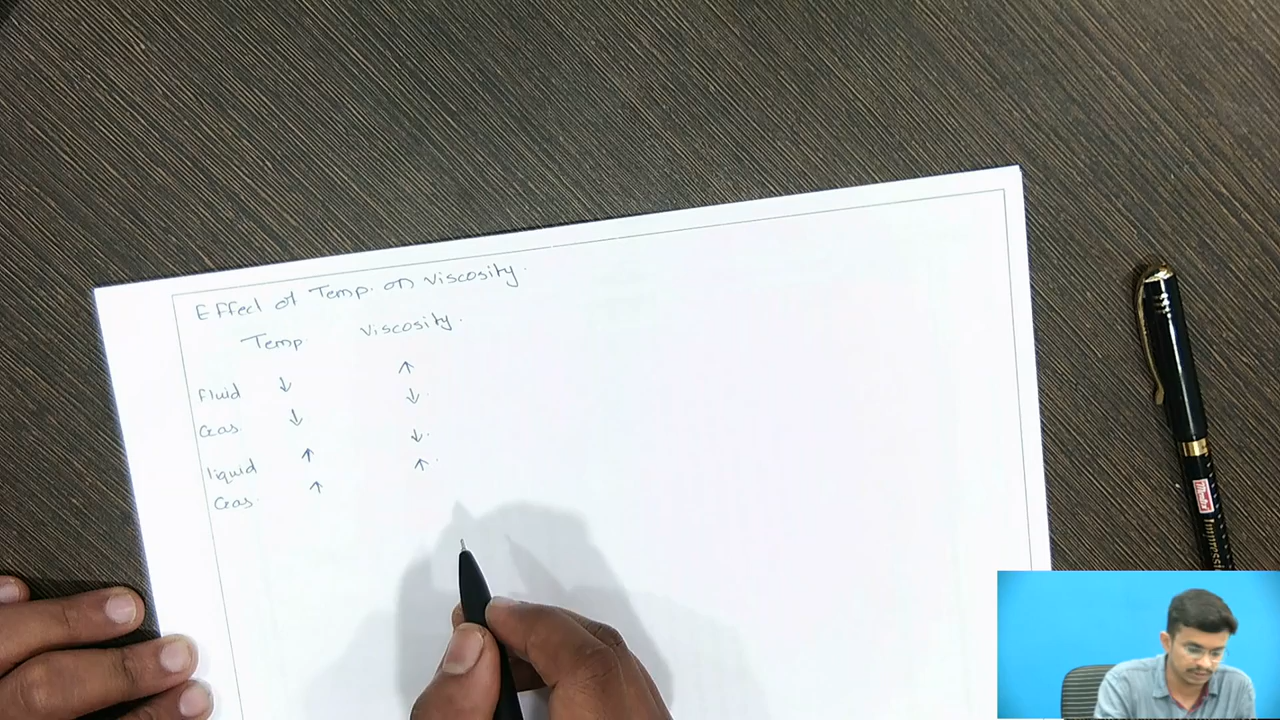 Effect of Temp. on viscosity.
Temp. Viscosity.
fluid ↓ ↑
Gas. ↓ ↓
liquid ↑ ↓
Gas. ↑ ↑